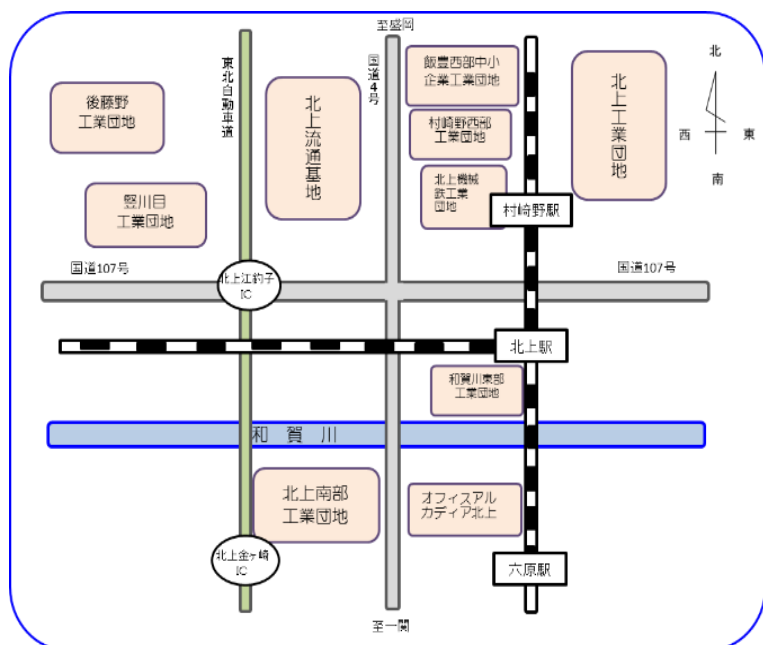 至盛岡
東北自動車道
国道4号
飯豊西部中小
企業工業団地
北上工業団地
北
西
東
南
後藤野
工業団地
北上流通基地
村崎野西部
工業団地
北上機械
鉄工業
団地
竪川目
工業団地
村崎野駅
国道107号
国道107号
北上江釣子
IC
北上駅
和賀川東部
工業団地
和賀川
北上南部
工業団地
オフィスアル
カディア北上
北上金ヶ崎
IC
六原駅
至一関